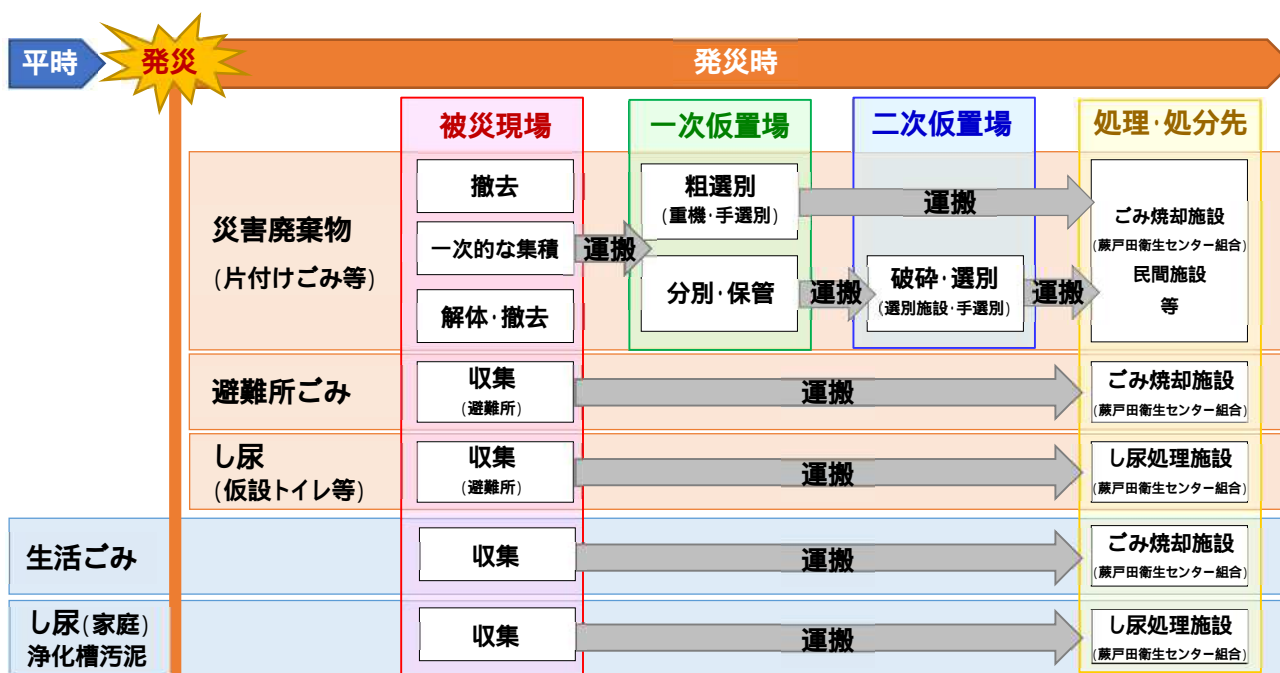 平時
発災
発災時
被災現場
一次仮置場
二次仮置場
処理・処分先
災害廃棄物
(片付けごみ等)
撤去
一次的な集積
解体・撤去
運搬
粗選別
(重機・手選別)
分別・保管
運搬
運搬
破砕・選別
(選別施設・手選別)
運搬
ごみ焼却施設
(蕨戸田衛生センター組合)
民間施設
等
避難所ごみ
収集
(避難所)
運搬
ごみ焼却施設
(蕨戸田衛生センター組合)
し尿
(仮設トイレ等)
収集
(避難所)
運搬
し尿処理施設
(蕨戸田衛生センター組合)
生活ごみ
収集
運搬
ごみ焼却施設
(蕨戸田衛生センター組合)
し尿(家庭)
浄化槽汚泥
収集
運搬
し尿処理施設
(蕨戸田衛生センター組合)